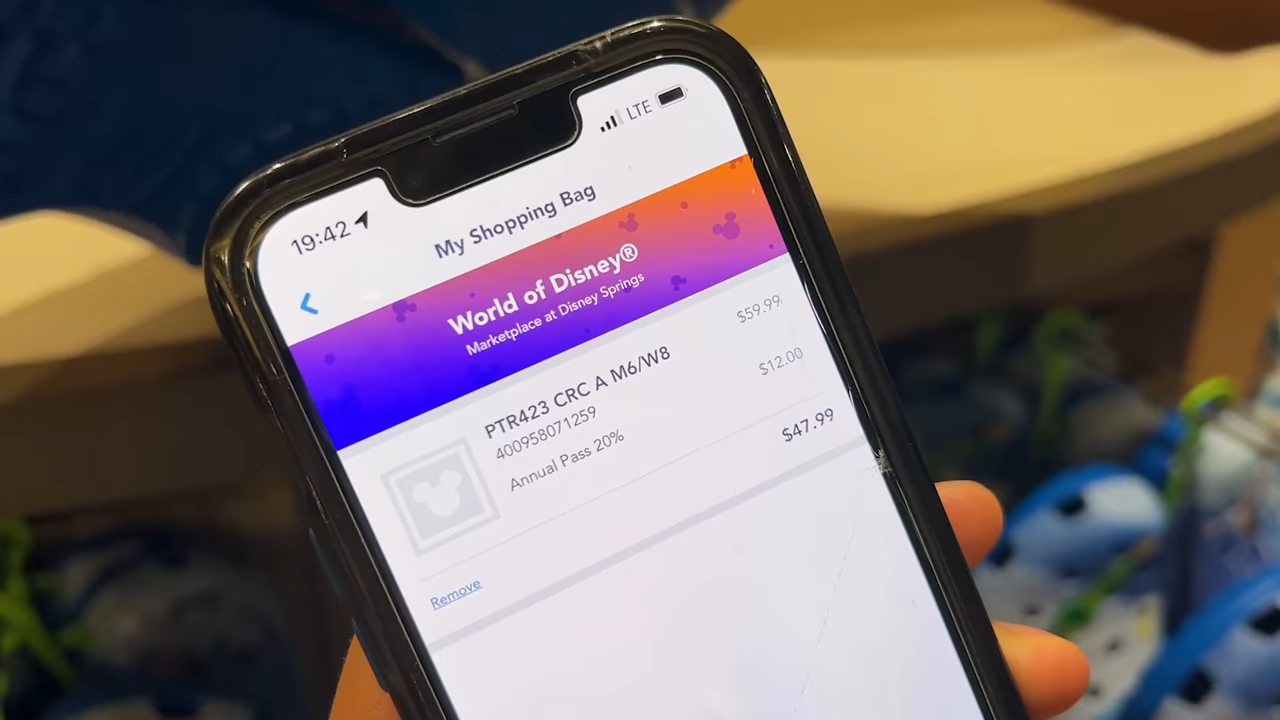 19:42
LTE
My Shopping Bag
World of Disney®
Marketplace at Disney Springs
PTR423 CRC A M6/W8
$59.99
400958071259
Annual Pass 20%
$12.00
$47.99
Remove